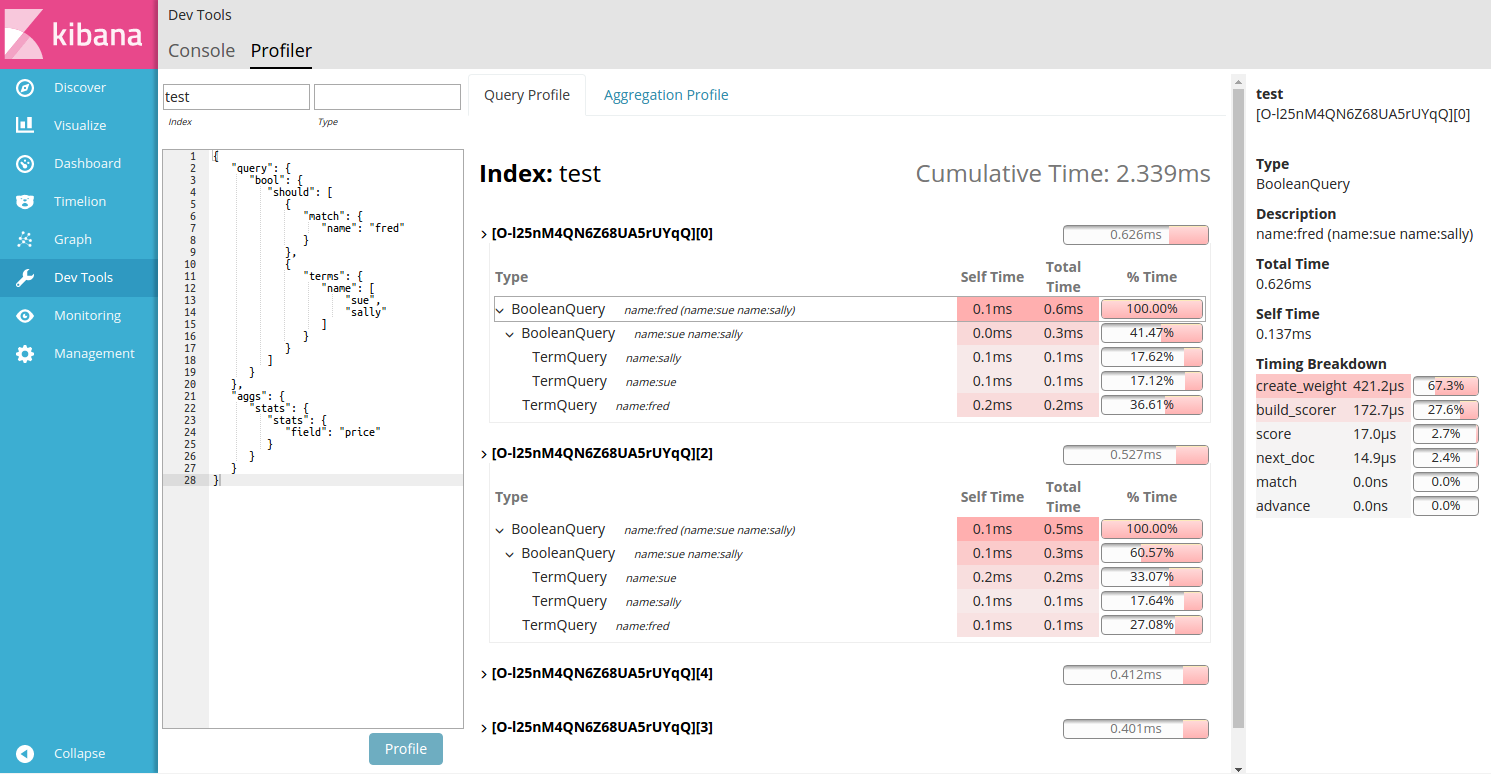 kibana
Discover
Visualize
Dashboard
Timelion
Graph
Dev Tools
Monitoring
Management
Collapse
Dev Tools
Console Profiler
test
Index Type
1 {
2 "query": {
3 "bool": {
4 "should": [
5 {
6 "match": {
7 "name": "fred"
8 }
9 },
10 {
11 "terms": {
12 "name": [
13 "sue",
14 "sally"
15 ]
16 }
17 }
18 ]
19 }
20 },
21 "aggs": {
22 "stats": {
23 "stats": {
24 "field": "price"
25 }
26 }
27 }
28 }
Profile
Query Profile Aggregation Profile
Index: test Cumulative Time: 2.339ms
[O-l25nM4QN6Z68UA5rUYqQ][0] 0.626ms
Type Self Time Total Time % Time
BooleanQuery name:fred (name:sue name:sally) 0.1ms 0.6ms 100.00%
BooleanQuery name:sue name:sally 0.0ms 0.3ms 41.47%
TermQuery name:sally 0.1ms 0.1ms 17.62%
TermQuery name:sue 0.1ms 0.1ms 17.12%
TermQuery name:fred 0.2ms 0.2ms 36.61%
[O-l25nM4QN6Z68UA5rUYqQ][2] 0.527ms
Type Self Time Total Time % Time
BooleanQuery name:fred (name:sue name:sally) 0.1ms 0.5ms 100.00%
BooleanQuery name:sue name:sally 0.1ms 0.3ms 60.57%
TermQuery name:sue 0.2ms 0.2ms 33.07%
TermQuery name:sally 0.1ms 0.1ms 17.64%
TermQuery name:fred 0.1ms 0.1ms 27.08%
[O-l25nM4QN6Z68UA5rUYqQ][4] 0.412ms
[O-l25nM4QN6Z68UA5rUYqQ][3] 0.401ms
test
[O-l25nM4QN6Z68UA5rUYqQ][0]
Type
BooleanQuery
Description
name:fred (name:sue name:sally)
Total Time
0.626ms
Self Time
0.137ms
Timing Breakdown
create_weight 421.2µs 67.3%
build_scorer 172.7µs 27.6%
score 17.0µs 2.7%
next_doc 14.9µs 2.4%
match 0.0ns 0.0%
advance 0.0ns 0.0%